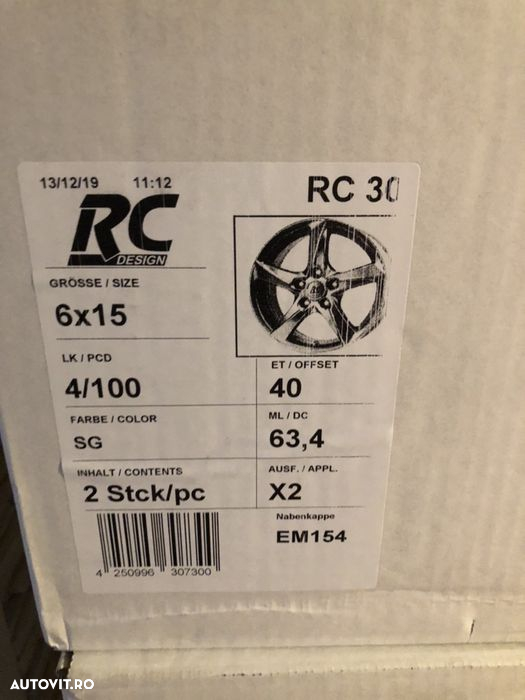 13/12/19 11:12
RC 30
RC
DESIGN
GRÖSSE / SIZE
6x15
LK / PCD
4/100
ET / OFFSET
40
FARBE / COLOR
SG
ML / DC
63,4
INHALT / CONTENTS
2 Stck/pc
AUSF. / APPL.
X2
Nabenkappe
EM154
4 250996 307300
AUTOVIT.RO